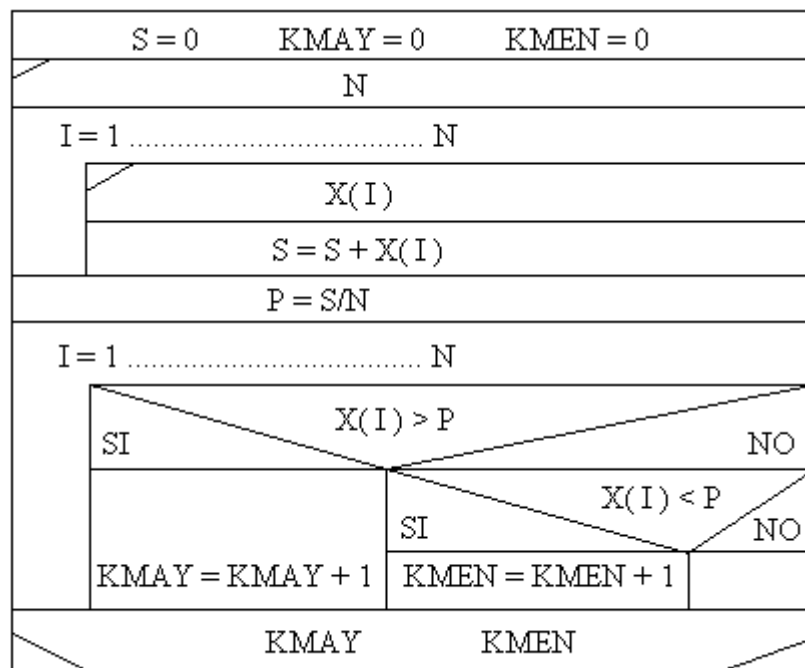 S = 0 KMAY = 0 KMEN = 0
N
I = 1 ..................................... N
X( I )
S = S + X( I )
P = S/N
I = 1 ..................................... N
X( I ) > P
SI NO
X( I ) < P
SI NO
KMAY = KMAY + 1 KMEN = KMEN + 1
KMAY KMEN